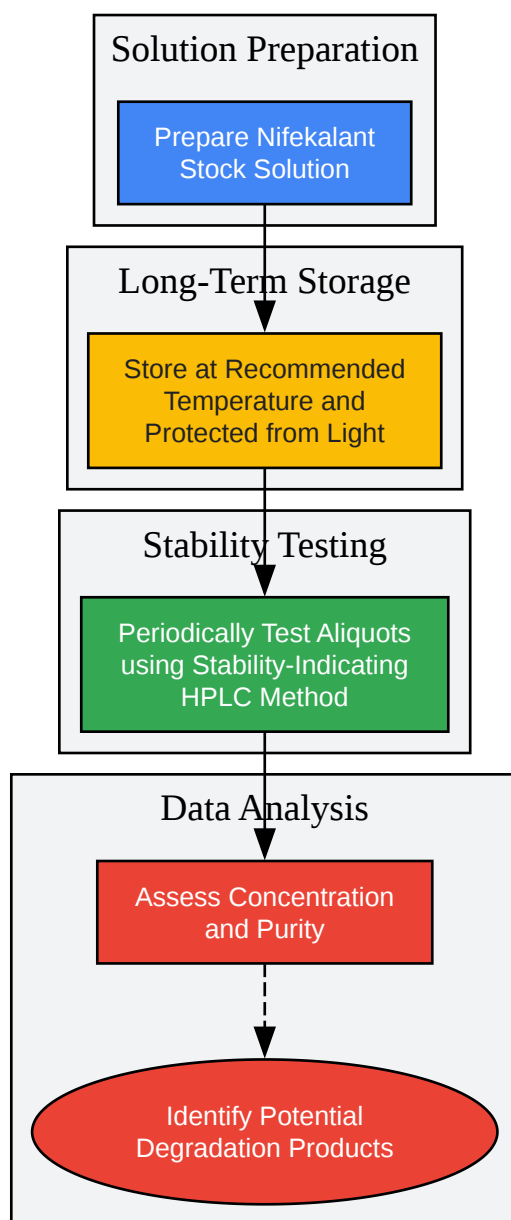 Solution Preparation
Prepare Nifekalant
Stock Solution
Long-Term Storage
Store at Recommended
Temperature and
Protected from Light
Stability Testing
Periodically Test Aliquots
using Stability-Indicating
HPLC Method
Data Analysis
Assess Concentration
and Purity
Identify Potential
Degradation Products